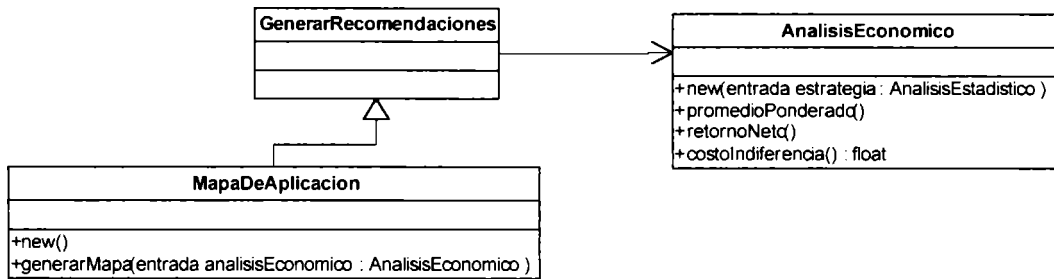 GenerarRecomendaciones
AnalisisEconomico
+new(entrada estrategia : AnalisisEstadistico )
+promedioPonderado()
+retornoNeto()
+costoIndiferencia() : float
MapaDeAplicacion
+new()
+generarMapa(entrada analisisEconomico : AnalisisEconomico )